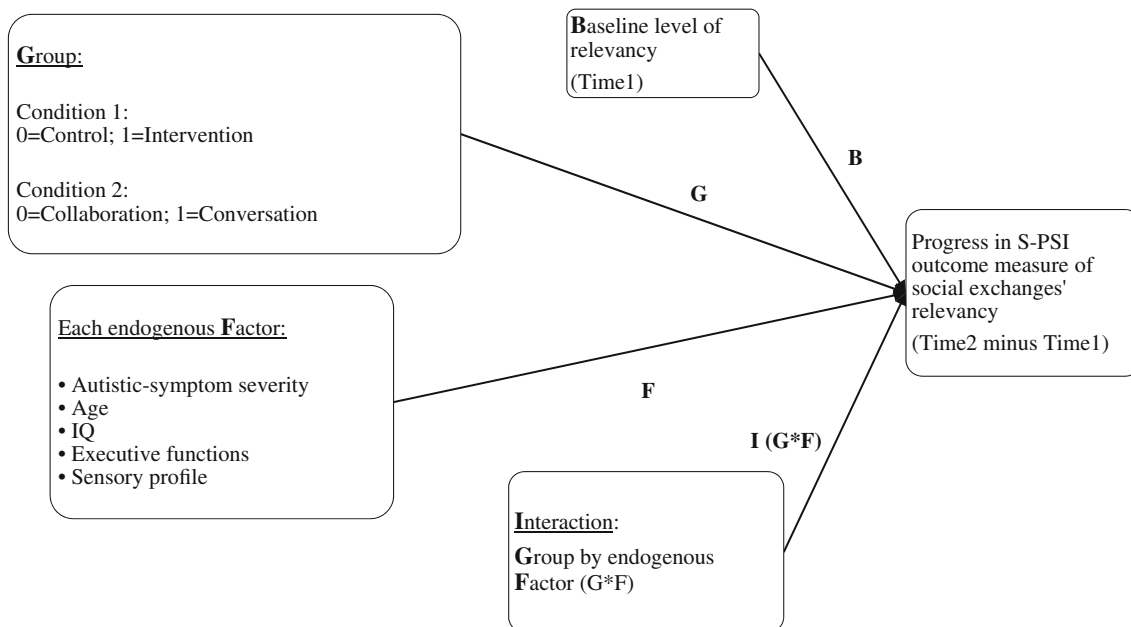 Group:
Condition 1:
0=Control; 1=Intervention
Condition 2:
0=Collaboration; 1=Conversation
Baseline level of
relevancy
(Time1)
B
G
Progress in S-PSI
outcome measure of
social exchanges'
relevancy
(Time2 minus Time1)
Each endogenous Factor:
• Autistic-symptom severity
• Age
• IQ
• Executive functions
• Sensory profile
F
I (G*F)
Interaction:
Group by endogenous
Factor (G*F)